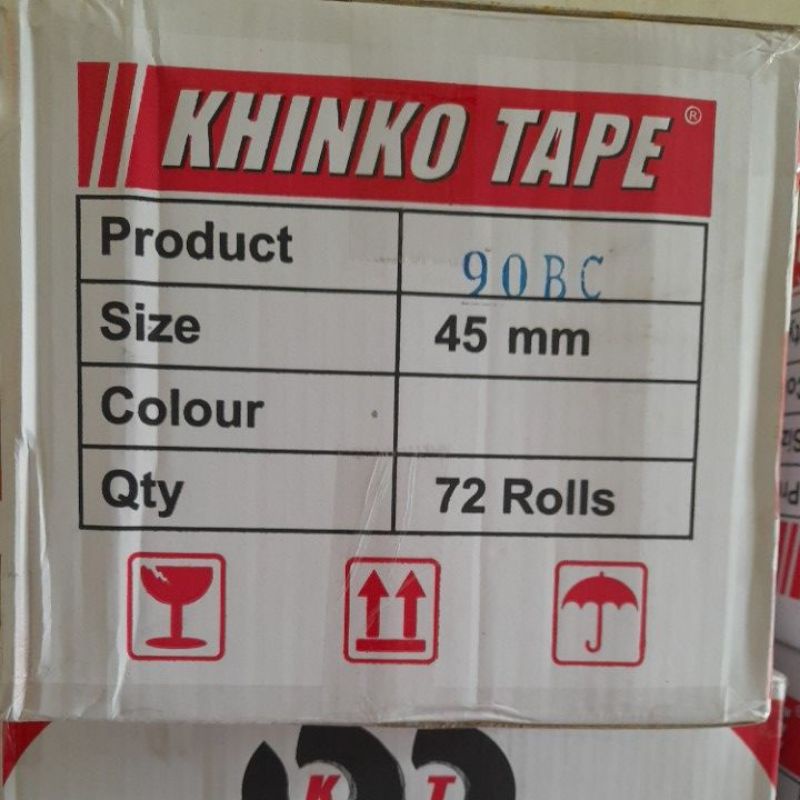 KHINKO TAPE ®
Product 90BC
Size 45 mm
Colour
Qty 72 Rolls
K T